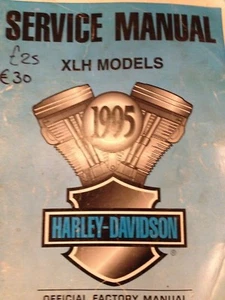 SERVICE MANUAL
£25
€30
XLH MODELS
1995
HARLEY-DAVIDSON
®
OFFICIAL FACTORY MANUAL